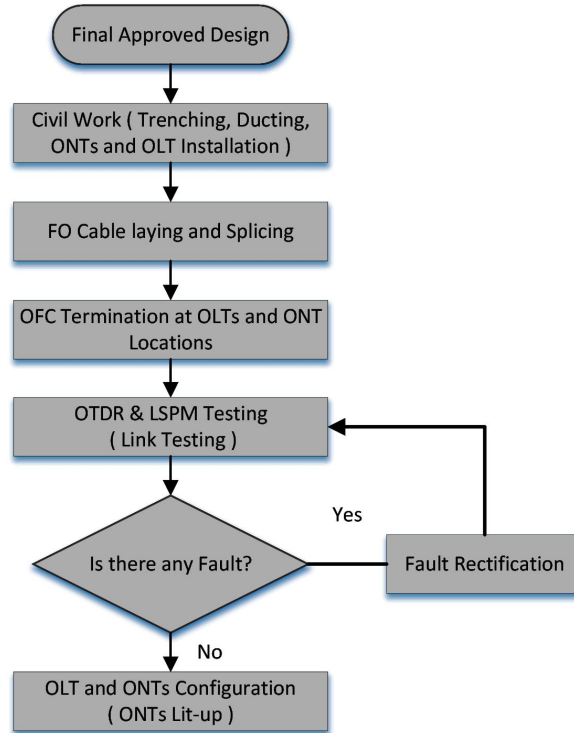 Final Approved Design
Civil Work ( Trenching, Ducting,
ONTs and OLT Installation )
FO Cable laying and Splicing
OFC Termination at OLTs and ONT
Locations
OTDR & LSPM Testing
( Link Testing )
Is there any Fault?
Yes
Fault Rectification
No
OLT and ONTs Configuration
( ONTs Lit-up )